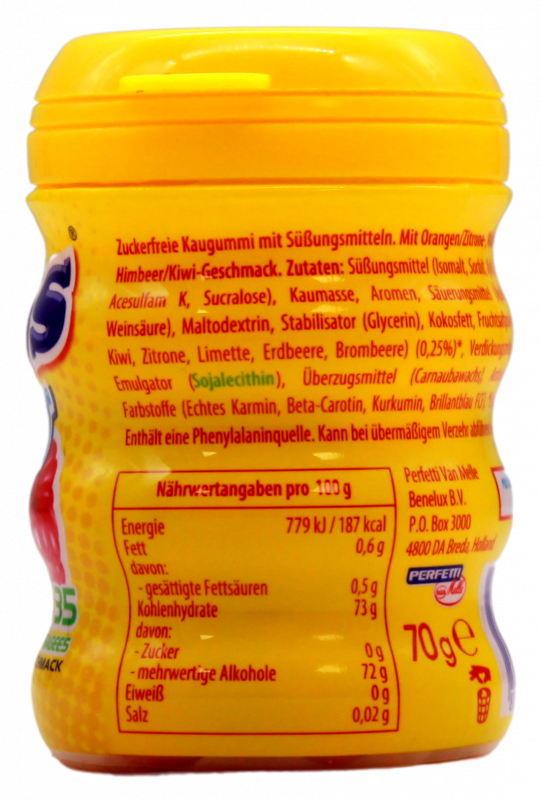 ®
S
Zuckerfreie Kaugummi mit Süßungsmitteln. Mit Orangen/Zitrone-
Himbeer/Kiwi-Geschmack. Zutaten: Süßungsmittel (Isomalt, Sorbit,
Acesulfam K, Sucralose), Kaumasse, Aromen, Säuerungsmittel
Weinsäure), Maltodextrin, Stabilisator (Glycerin), Kokosfett,
Kiwi, Zitrone, Limette, Erdbeere, Brombeere) (0,25%)*,
Emulgator (Sojalecithin), Überzugsmittel (Carnaubawachs)
Farbstoffe (Echtes Karmin, Beta-Carotin, Kurkumin, Brillantblau
Enthält eine Phenylalaninquelle. Kann bei übermäßigem Verzehr
Nährwertangaben pro 100 g
Energie 779 kJ / 187 kcal
Fett 0,6 g
davon:
- gesättigte Fettsäuren 0,5 g
Kohlenhydrate 73 g
davon:
- Zucker 0 g
- mehrwertige Alkohole 72 g
Eiweiß 0 g
Salz 0,02 g
Perfetti Van Melle
Benelux B.V.
P.O. Box 3000
4800 DA Breda, Holland
PERFETTI
van Melle
70g e
35